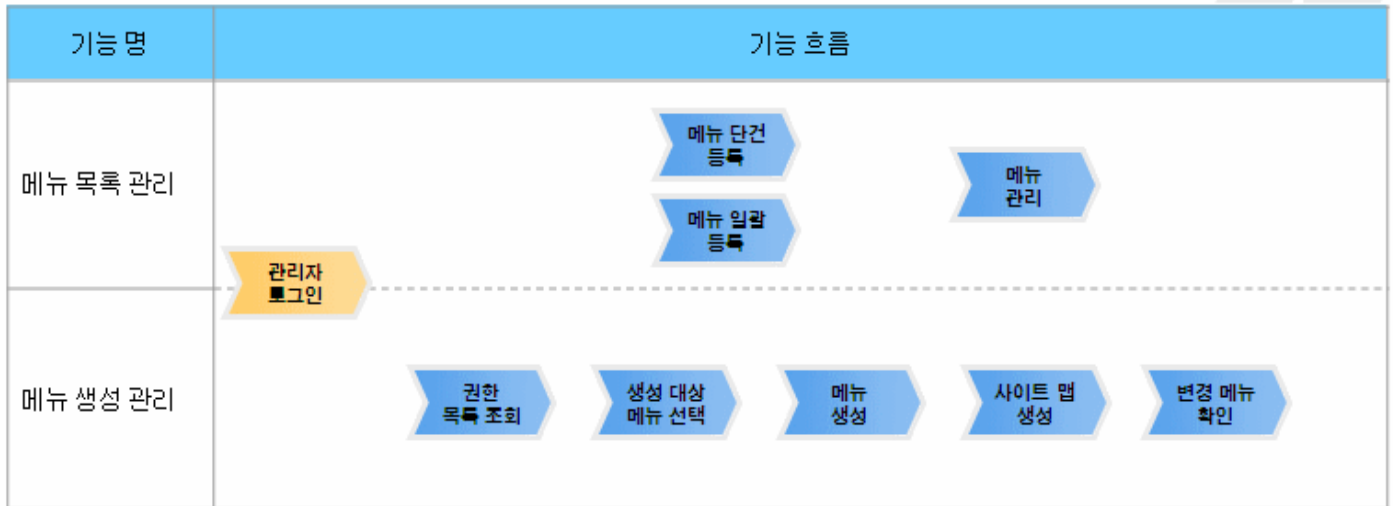 기능 명
기능 흐름
메뉴 목록 관리
메뉴 단건
등록
메뉴 일괄
등록
메뉴
관리
관리자
로그인
메뉴 생성 관리
권한
목록 조회
생성 대상
메뉴 선택
메뉴
생성
사이트 맵
생성
변경 메뉴
확인